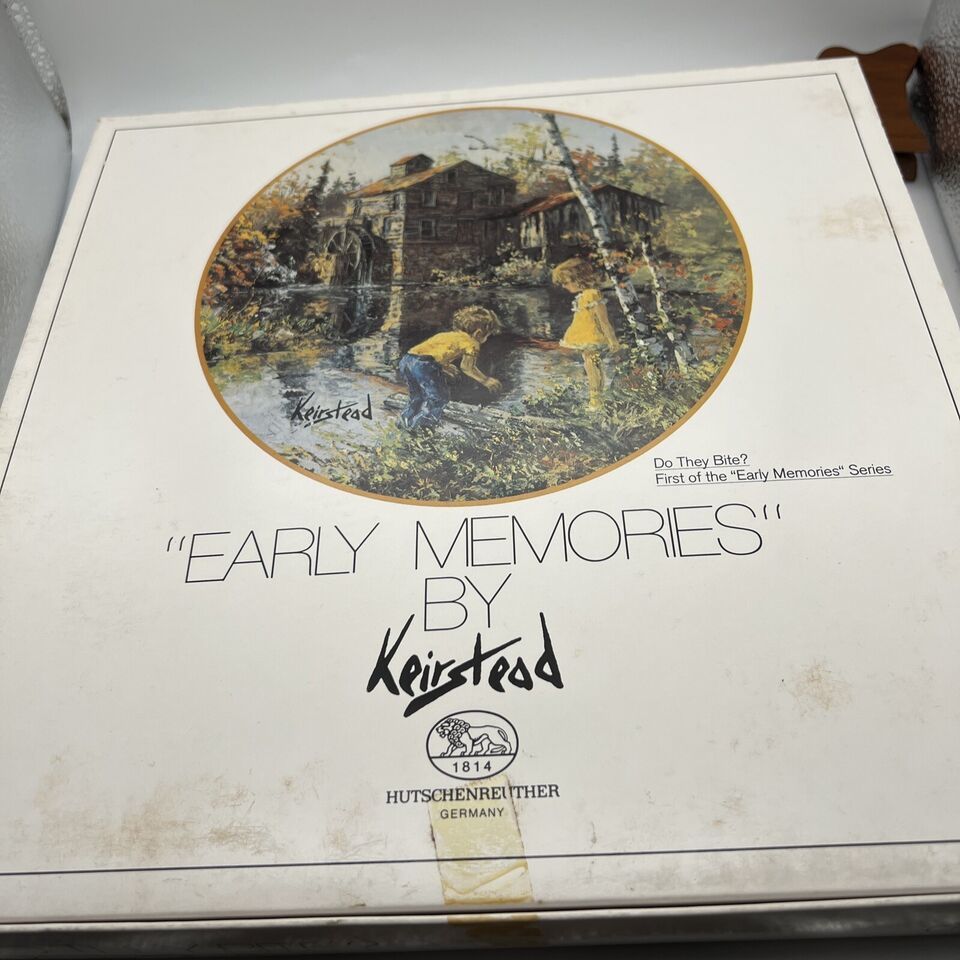 Keirstead
Do They Bite?
First of the "Early Memories" Series
"EARLY MEMORIES"
BY
Keirstead
1814
HUTSCHENREUTHER
GERMANY